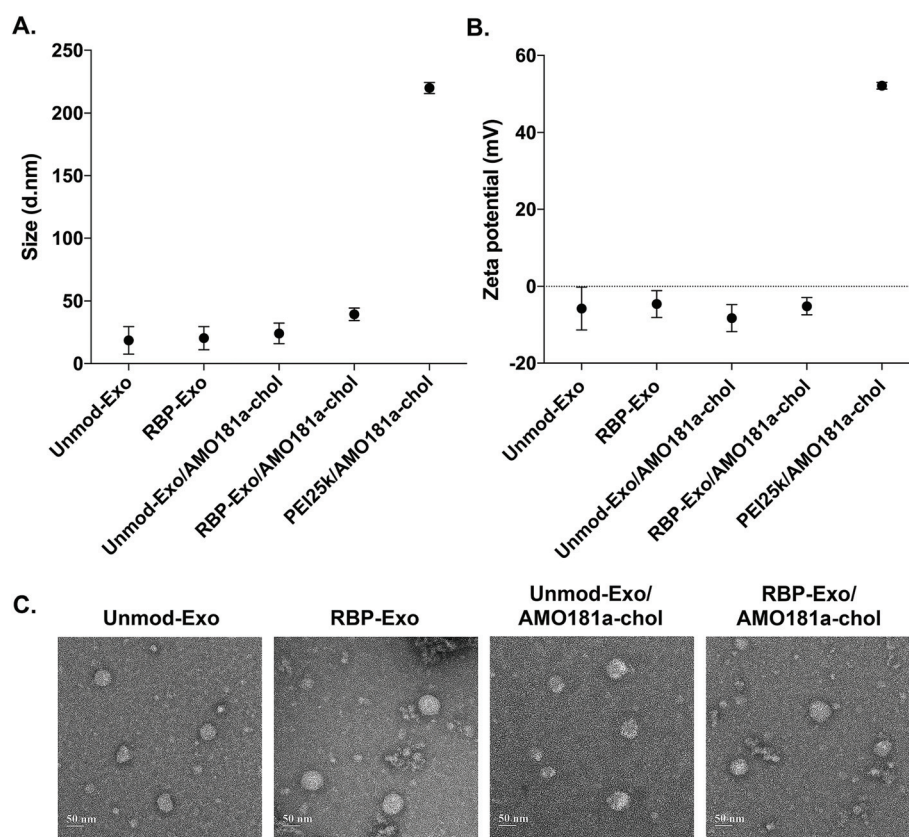 A.
250
200
150
100
50
0
Size (d.nm)
Unmod-Exo
RBP-Exo
Unmod-Exo/AMO181a-chol
RBP-Exo/AMO181a-chol
PEI25k/AMO181a-chol
B.
60
40
20
0
-20
Zeta potential (mV)
Unmod-Exo
RBP-Exo
Unmod-Exo/AMO181a-chol
RBP-Exo/AMO181a-chol
PEI25k/AMO181a-chol
C.
Unmod-Exo
RBP-Exo
Unmod-Exo/
AMO181a-chol
RBP-Exo/
AMO181a-chol
50 nm
50 nm
50 nm
50 nm